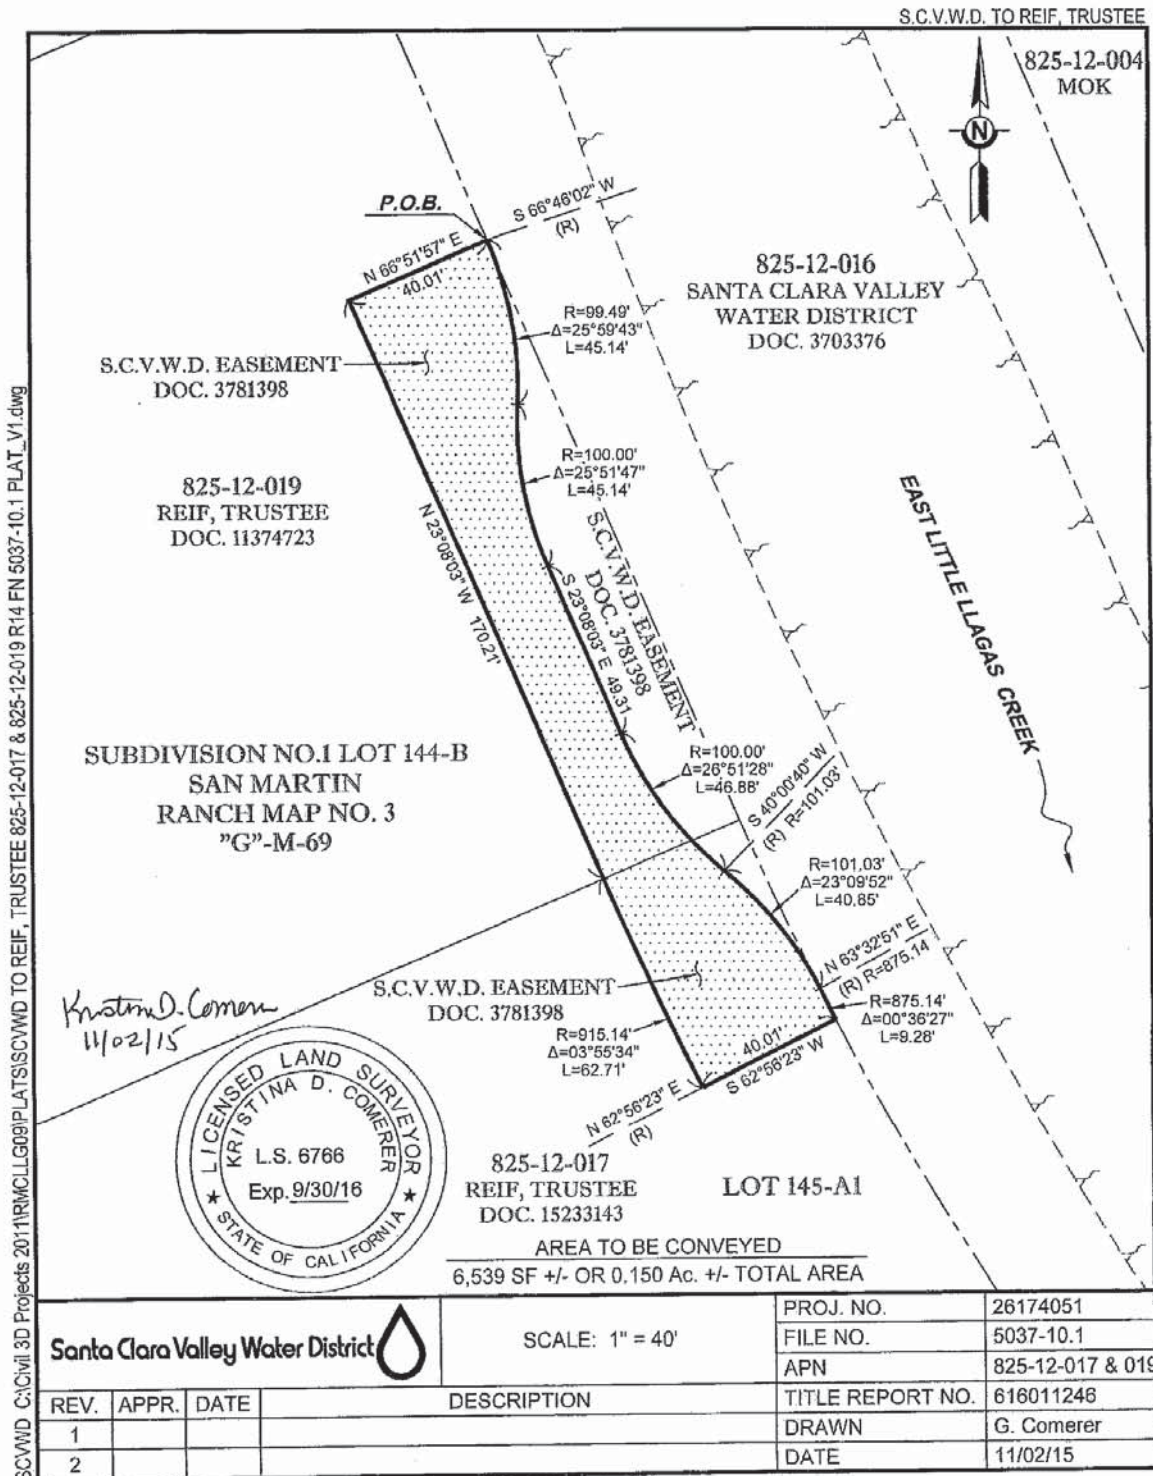 S.C.V.W.D. TO REIF, TRUSTEE
825-12-004
MOK
N
P.O.B.
S 66°46'02" W
(R)
N 66°51'57" E
40.01'
825-12-016
SANTA CLARA VALLEY
WATER DISTRICT
DOC. 3703376
R=99.49'
Δ=25°59'43"
L=45.14'
S.C.V.W.D. EASEMENT
DOC. 3781398
R=100.00'
Δ=25°51'47"
L=45.14'
825-12-019
REIF, TRUSTEE
DOC. 11374723
EAST LITTLE LLAGAS CREEK
S.C.V.W.D. EASEMENT
DOC. 3781398
N 23°08'03" W 170.21'
S 23°08'03" E 49.31'
SUBDIVISION NO.1 LOT 144-B
SAN MARTIN
RANCH MAP NO. 3
"G"-M-69
R=100.00'
Δ=26°51'28"
L=46.88'
S 40°00'40" W
(R) R=101.03'
R=101.03'
Δ=23°09'52"
L=40.85'
N 63°32'51" E
(R) R=875.14
S.C.V.W.D. EASEMENT
DOC. 3781398
R=875.14'
Δ=00°36'27"
L=9.28'
R=915.14'
Δ=03°55'34"
L=62.71'
40.01'
S 62°56'23" W
N 62°56'23" E
(R)
Kristina D. Comerer
11/02/15
LICENSED LAND SURVEYOR
KRISTINA D. COMERER
L.S. 6766
Exp. 9/30/16
★ STATE OF CALIFORNIA ★
825-12-017
REIF, TRUSTEE
DOC. 15233143
LOT 145-A1
AREA TO BE CONVEYED
6,539 SF +/- OR 0.150 Ac. +/- TOTAL AREA
SCVWD C:\Civil 3D Projects 2011\RMCLLG09\PLATS\SCVWD TO REIF, TRUSTEE 825-12-017 & 825-12-019 R14 FN 5037-10.1 PLAT_V1.dwg
Santa Clara Valley Water District
SCALE: 1" = 40'
PROJ. NO. 26174051
FILE NO. 5037-10.1
APN 825-12-017 & 019
REV. APPR. DATE DESCRIPTION
TITLE REPORT NO. 616011246
1
DRAWN G. Comerer
2
DATE 11/02/15